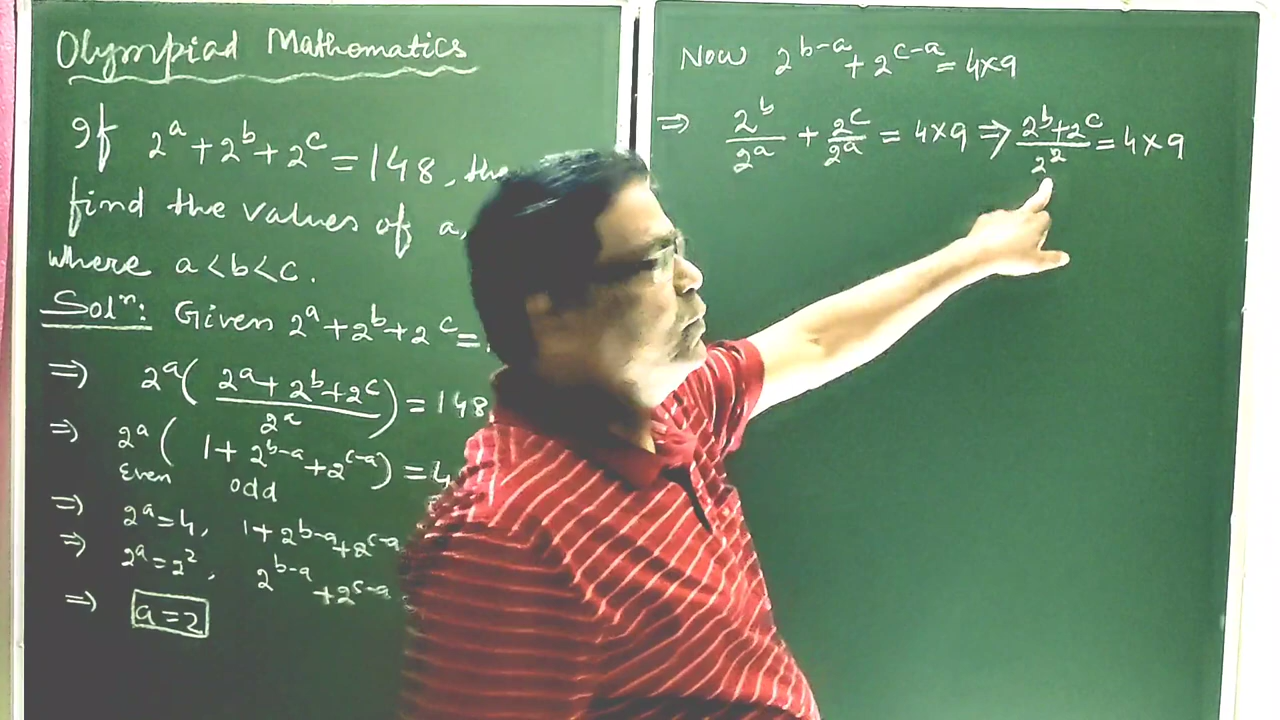 Olympiad Mathematics
If 2^a + 2^b + 2^c = 148,
find the values of a,
where a < b < c.
Solⁿ: Given 2^a + 2^b + 2^c =
⇒ 2^a ( (2^a + 2^b + 2^c) / 2^a ) = 148
⇒ 2^a ( 1 + 2^(b-a) + 2^(c-a) ) = 4
Even odd
⇒ 2^a = 4, 1 + 2^(b-a) + 2^(c-a)
⇒ 2^a = 2^2, 2^(b-a) + 2^(c-a)
⇒ a = 2
Now 2^(b-a) + 2^(c-a) = 4×9
⇒ 2^b / 2^a + 2^c / 2^a = 4×9 ⇒ (2^b + 2^c) / 2^2 = 4×9